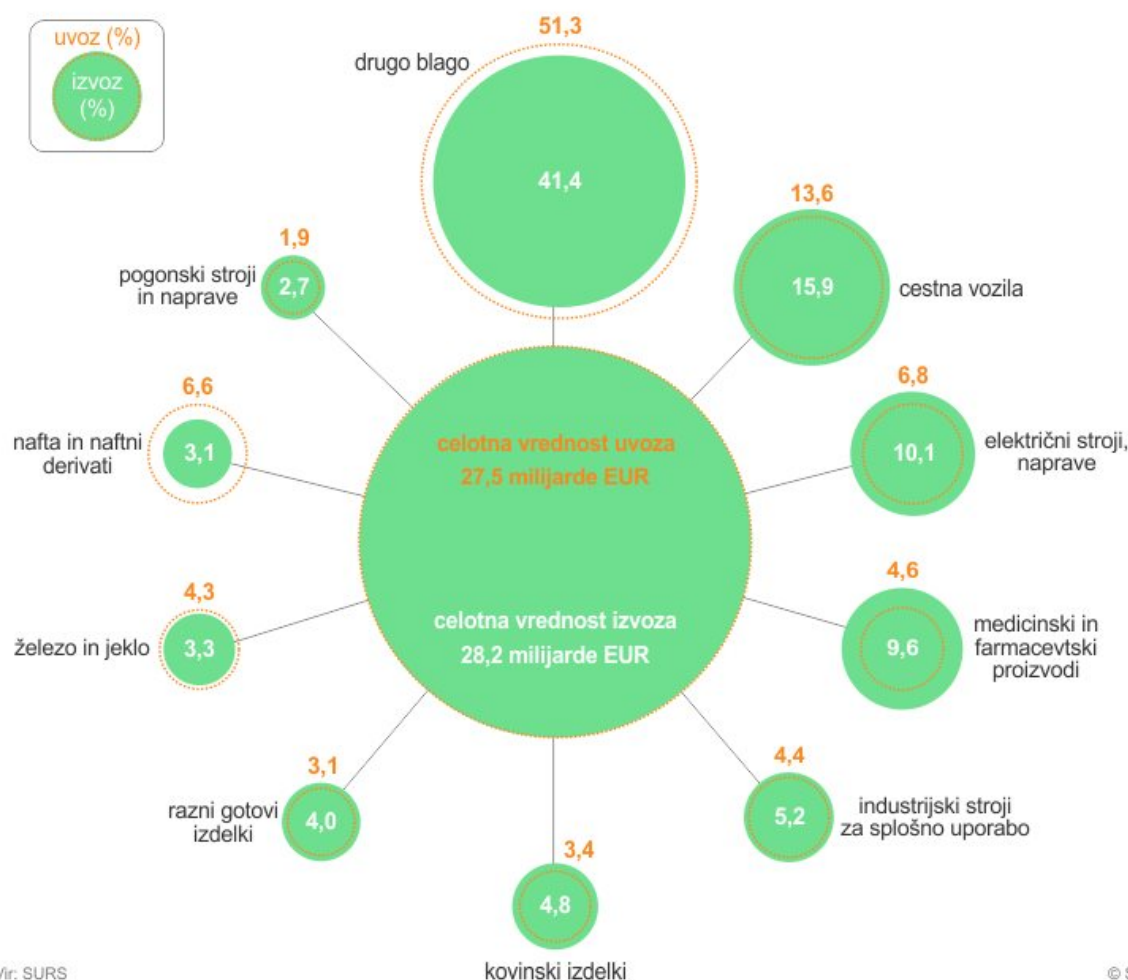 uvoz (%)
izvoz
(%)
51,3
drugo blago
41,4
13,6
15,9
cestna vozila
1,9
pogonski stroji
in naprave
2,7
6,8
10,1
električni stroji,
naprave
6,6
nafta in naftni
derivati
3,1
celotna vrednost uvoza
27,5 milijarde EUR
4,6
9,6
medicinski in
farmacevtski
proizvodi
4,3
železo in jeklo
3,3
celotna vrednost izvoza
28,2 milijarde EUR
4,4
5,2
industrijski stroji
za splošno uporabo
3,1
razni gotovi
izdelki
4,0
3,4
4,8
kovinski izdelki
Vir: SURS
© S